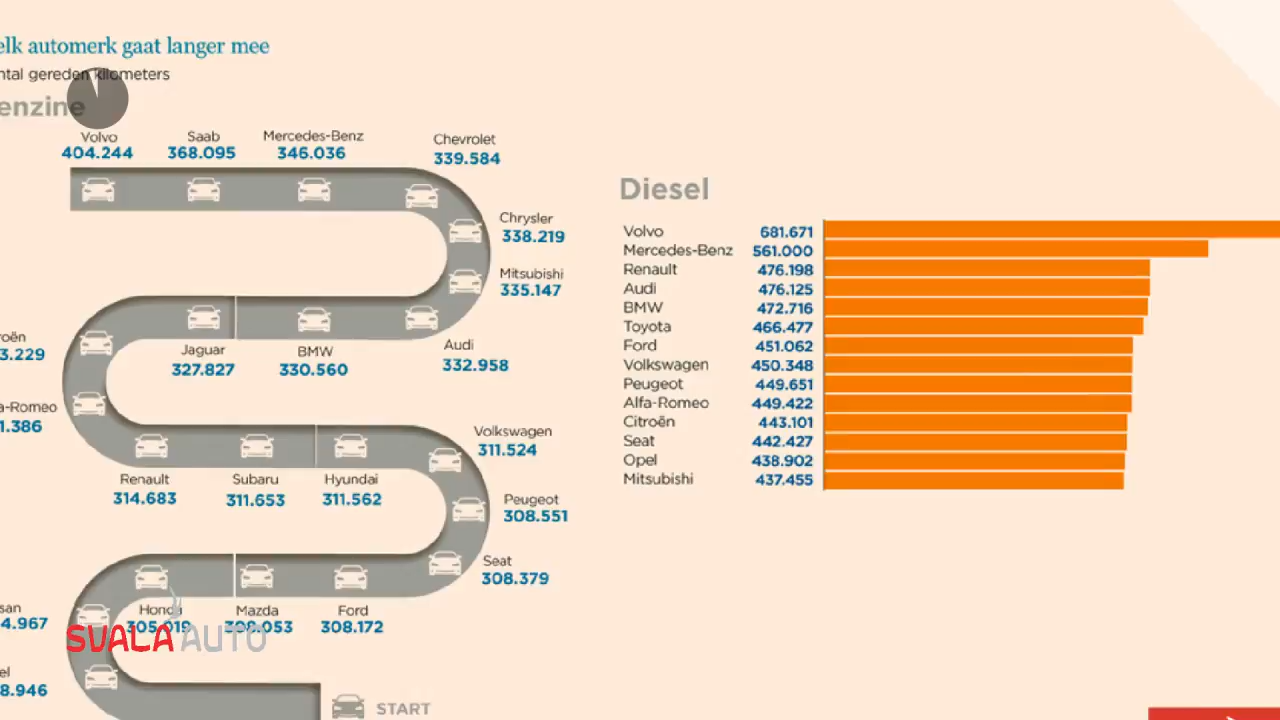 elk automerk gaat langer mee
ntal gereden kilometers
enzine
Volvo
404.244
Saab
368.095
Mercedes-Benz
346.036
Chevrolet
339.584
Chrysler
338.219
Mitsubishi
335.147
Audi
332.958
BMW
330.560
Jaguar
327.827
roën
3.229
a-Romeo
1.386
Renault
314.683
Subaru
311.653
Hyundai
311.562
Volkswagen
311.524
Peugeot
308.551
Seat
308.379
Ford
308.172
Mazda
Honda
305.019
san
4.967
el
8.946
START
SVALA AUTO
Diesel
Volvo 681.671
Mercedes-Benz 561.000
Renault 476.198
Audi 476.125
BMW 472.716
Toyota 466.477
Ford 451.062
Volkswagen 450.348
Peugeot 449.651
Alfa-Romeo 449.422
Citroën 443.101
Seat 442.427
Opel 438.902
Mitsubishi 437.455